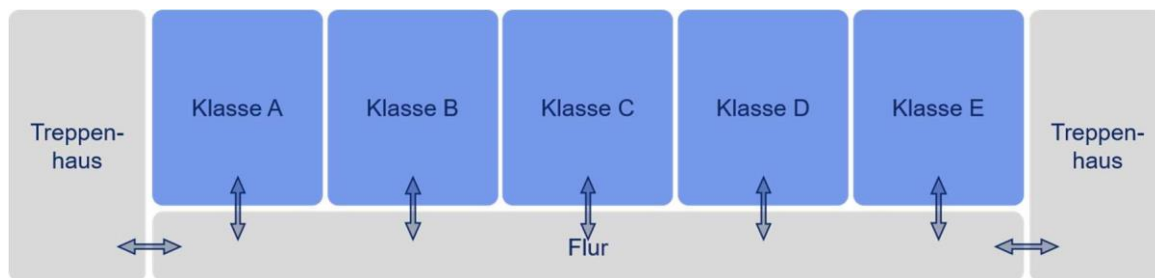 Klasse A
Klasse B
Klasse C
Klasse D
Klasse E
Treppen-
haus
Treppen-
haus
Flur